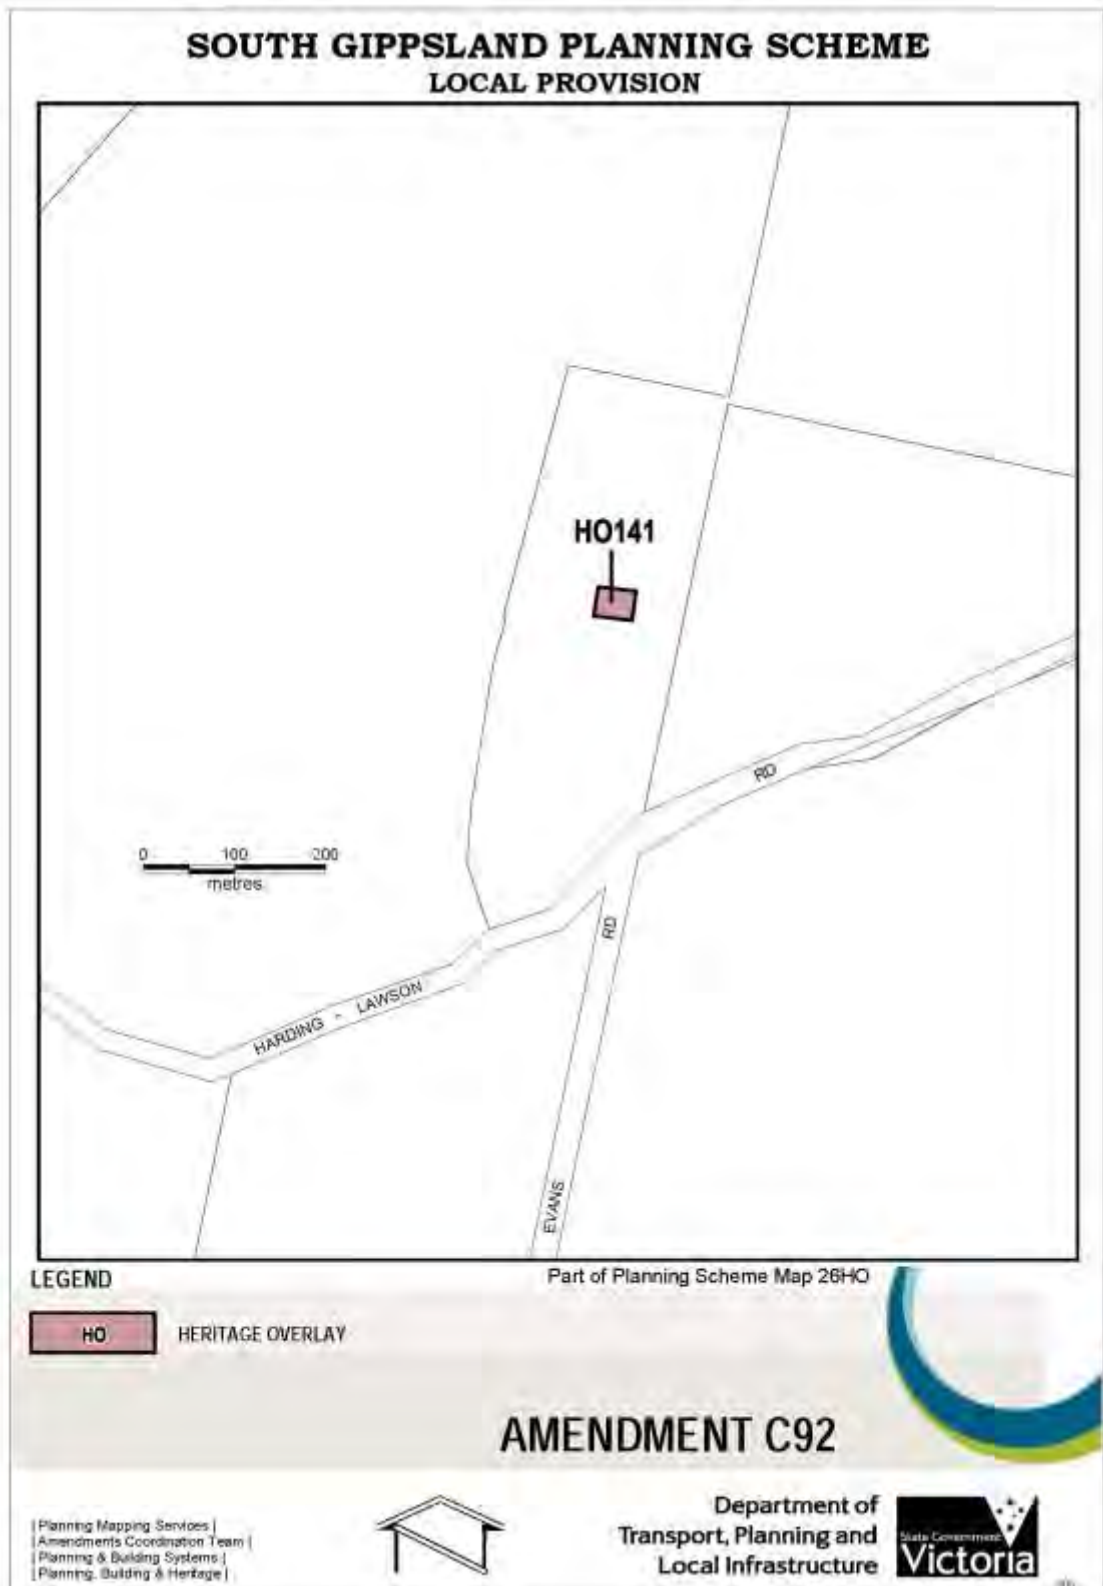 SOUTH GIPPSLAND PLANNING SCHEME
LOCAL PROVISION
HO141
RD
0 100 200
metres
RD
HARDING - LAWSON
EVANS
LEGEND
Part of Planning Scheme Map 26HO
HO HERITAGE OVERLAY
AMENDMENT C92
| Planning Mapping Services |
| Amendments Coordination Team |
| Planning & Building Systems |
| Planning, Building & Heritage |
Department of
Transport, Planning and
Local Infrastructure
State Government
Victoria